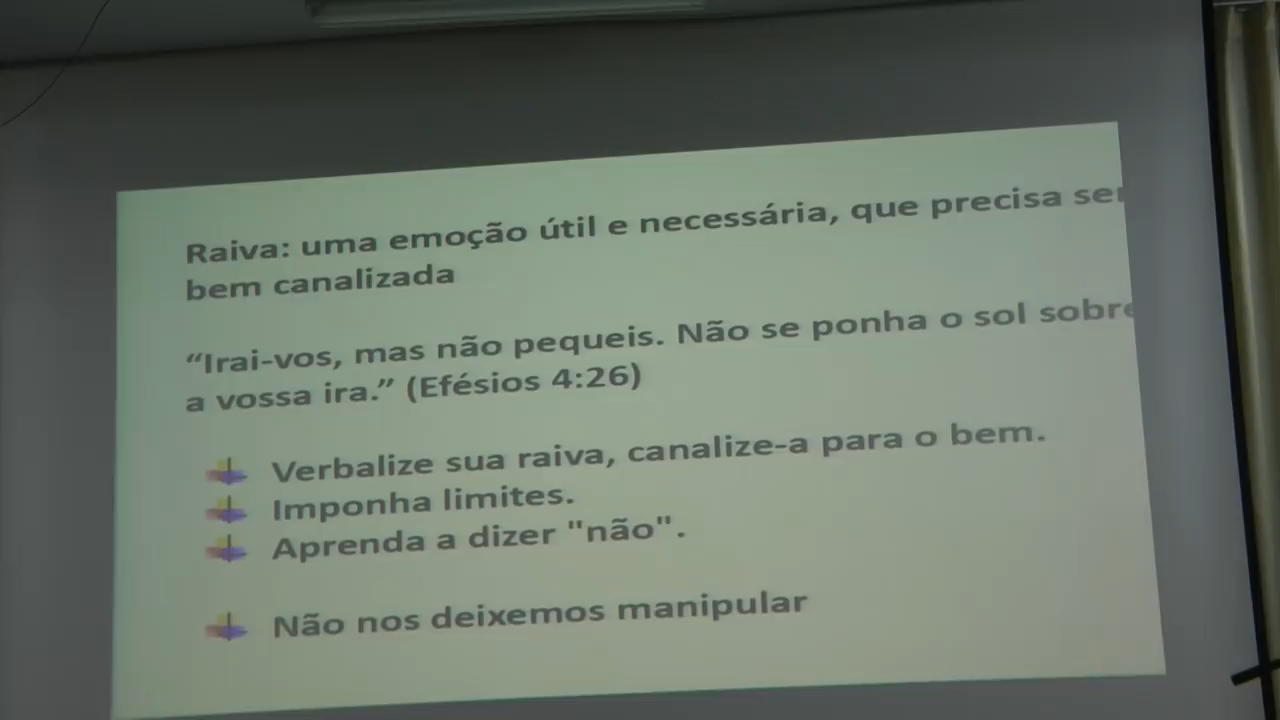 Raiva: uma emoção útil e necessária, que precisa ser
bem canalizada
“Irai-vos, mas não pequeis. Não se ponha o sol sobre
a vossa ira.” (Efésios 4:26)
Verbalize sua raiva, canalize-a para o bem.
Imponha limites.
Aprenda a dizer "não".
Não nos deixemos manipular